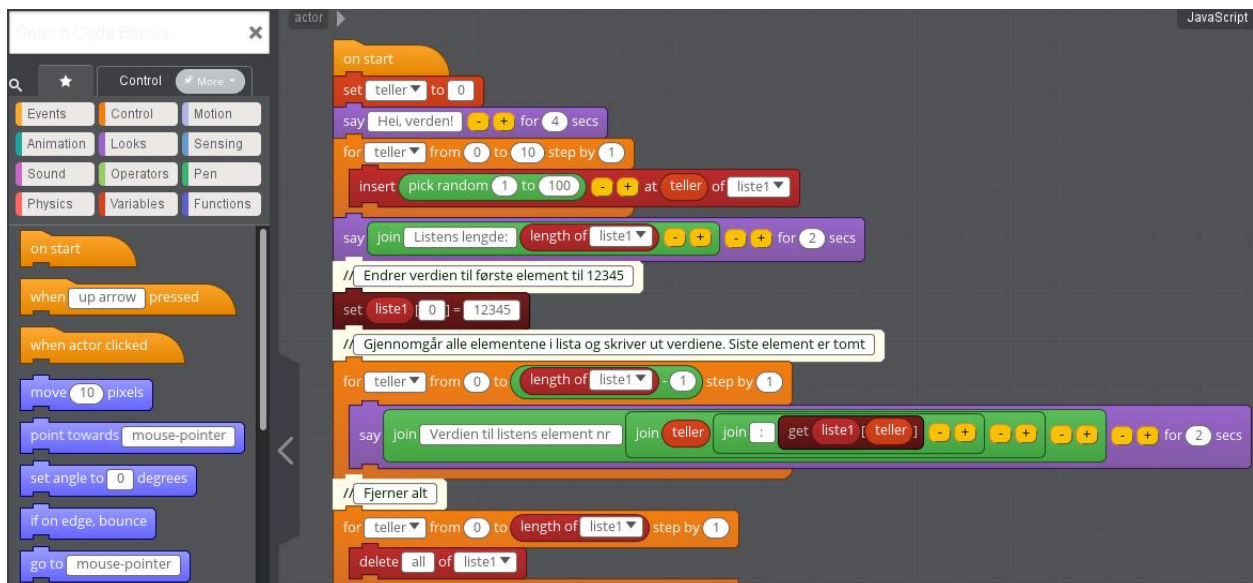 actor
JavaScript
Search Code Blocks
Control
More
Events Control Motion
Animation Looks Sensing
Sound Operators Pen
Physics Variables Functions
on start
when up arrow pressed
when actor clicked
move 10 pixels
point towards mouse-pointer
set angle to 0 degrees
if on edge, bounce
go to mouse-pointer
on start
set teller to 0
say Hei, verden! - + for 4 secs
for teller from 0 to 10 step by 1
insert pick random 1 to 100 - + at teller of liste1
say join Listens lengde: length of liste1 - + - + for 2 secs
// Endrer verdien til første element til 12345
set liste1 [ 0 ] = 12345
// Gjennomgår alle elementene i lista og skriver ut verdiene. Siste element er tomt
for teller from 0 to length of liste1 - 1 step by 1
say join Verdien til listens element nr join teller join : get liste1 [ teller ] - + - + - + - + for 2 secs
// Fjerner alt
for teller from 0 to length of liste1 step by 1
delete all of liste1